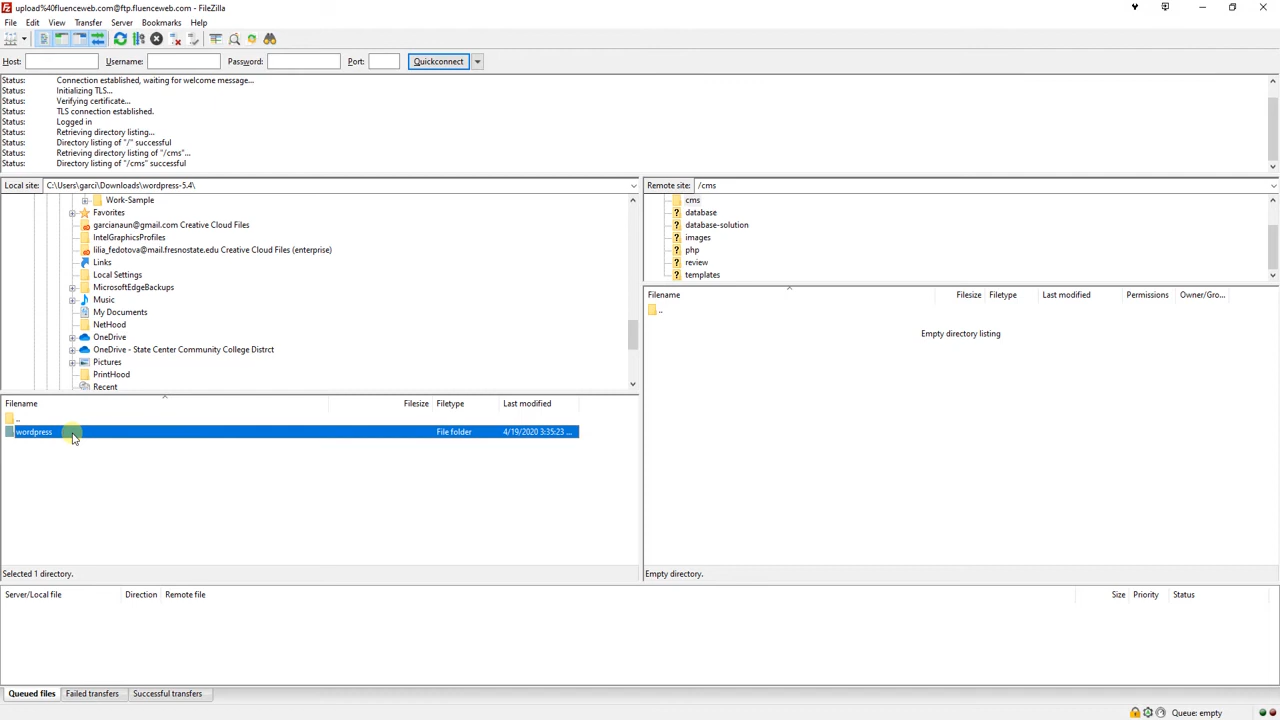 upload%40fluenceweb.com@ftp.fluenceweb.com - FileZilla
File Edit View Transfer Server Bookmarks Help
Host: Username: Password: Port: Quickconnect
Status: Connection established, waiting for welcome message...
Status: Initializing TLS...
Status: Verifying certificate...
Status: TLS connection established.
Status: Logged in
Status: Retrieving directory listing...
Status: Directory listing of "/" successful
Status: Retrieving directory listing of "/cms"...
Status: Directory listing of "/cms" successful
Local site: C:\Users\garci\Downloads\wordpress-5.4\
Work-Sample
Favorites
garcianaun@gmail.com Creative Cloud Files
IntelGraphicsProfiles
lilia_fedotova@mail.fresnostate.edu Creative Cloud Files (enterprise)
Links
Local Settings
MicrosoftEdgeBackups
Music
My Documents
NetHood
OneDrive
OneDrive - State Center Community College Distrct
Pictures
PrintHood
Recent
Remote site: /cms
cms
database
database-solution
images
php
review
templates
Filename Filesize Filetype Last modified Permissions Owner/Gro...
..
Empty directory listing
Filename Filesize Filetype Last modified
..
wordpress File folder 4/19/2020 3:35:23 ...
Selected 1 directory.
Empty directory.
Server/Local file Direction Remote file Size Priority Status
Queued files Failed transfers Successful transfers
Queue: empty